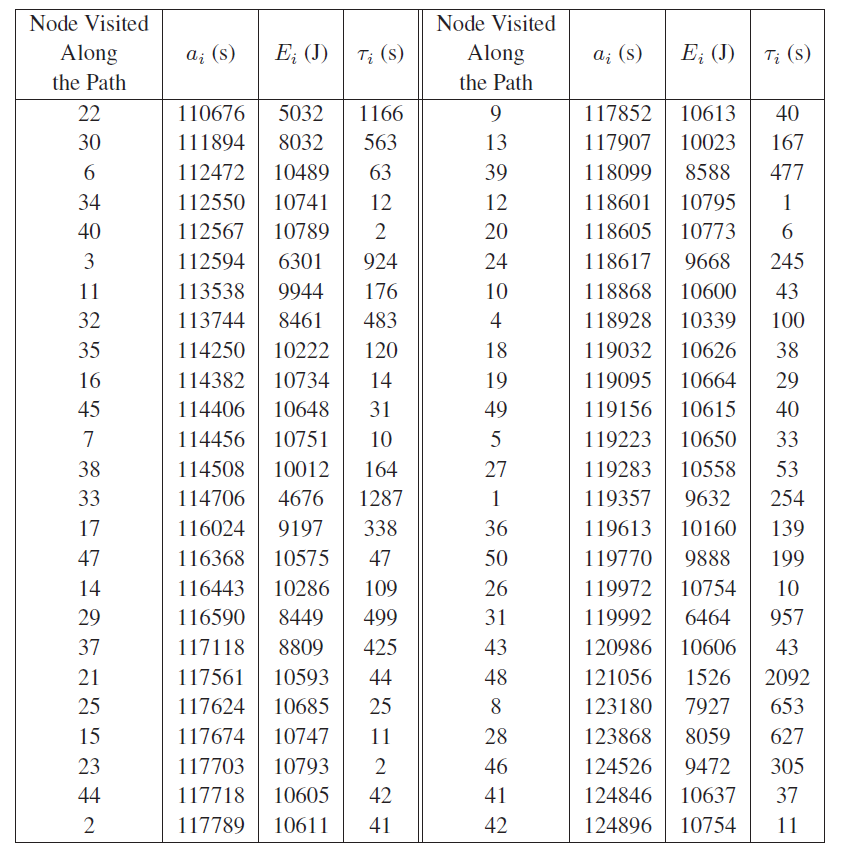 Node Visited Along the Path | a_i (s) | E_i (J) | τ_i (s) | Node Visited Along the Path | a_i (s) | E_i (J) | τ_i (s)
22 110676 5032 1166 9 117852 10613 40
30 111894 8032 563 13 117907 10023 167
6 112472 10489 63 39 118099 8588 477
34 112550 10741 12 12 118601 10795 1
40 112567 10789 2 20 118605 10773 6
3 112594 6301 924 24 118617 9668 245
11 113538 9944 176 10 118868 10600 43
32 113744 8461 483 4 118928 10339 100
35 114250 10222 120 18 119032 10626 38
16 114382 10734 14 19 119095 10664 29
45 114406 10648 31 49 119156 10615 40
7 114456 10751 10 5 119223 10650 33
38 114508 10012 164 27 119283 10558 53
33 114706 4676 1287 1 119357 9632 254
17 116024 9197 338 36 119613 10160 139
47 116368 10575 47 50 119770 9888 199
14 116443 10286 109 26 119972 10754 10
29 116590 8449 499 31 119992 6464 957
37 117118 8809 425 43 120986 10606 43
21 117561 10593 44 48 121056 1526 2092
25 117624 10685 25 8 123180 7927 653
15 117674 10747 11 28 123868 8059 627
23 117703 10793 2 46 124526 9472 305
44 117718 10605 42 41 124846 10637 37
2 117789 10611 41 42 124896 10754 11